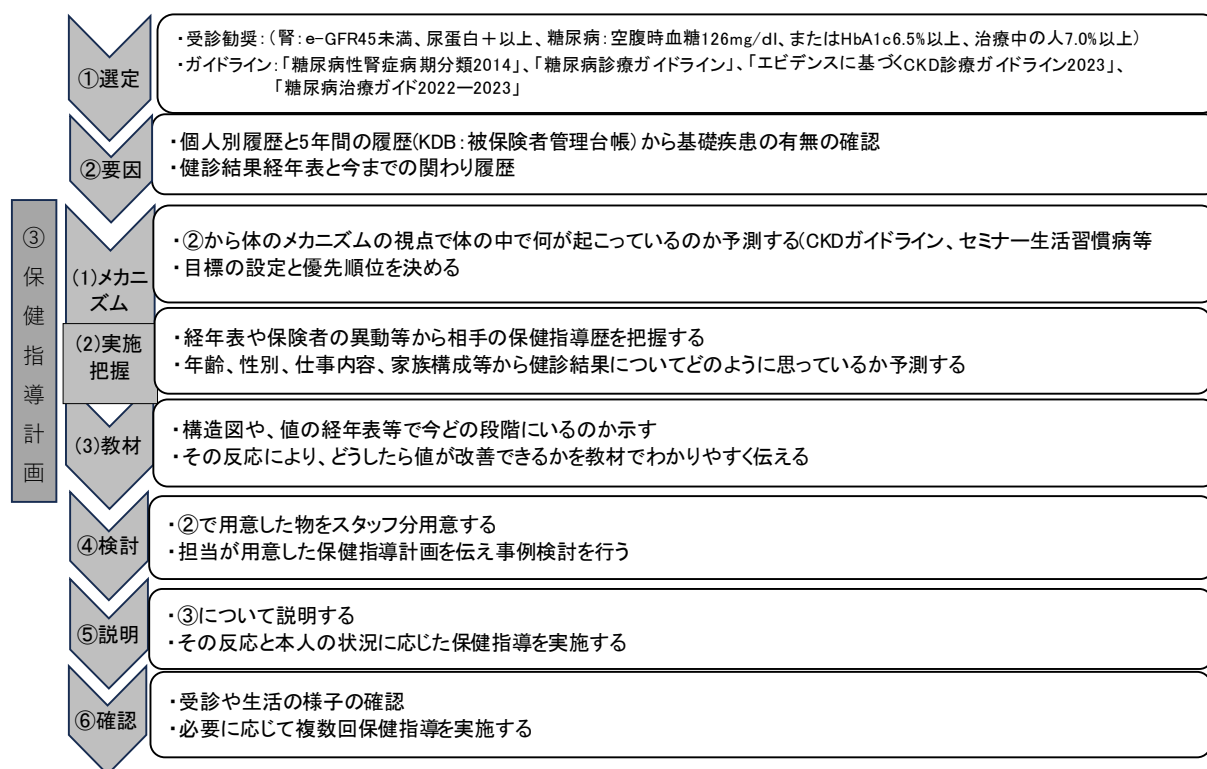 ①選定
・受診勧奨：（腎：e-GFR45未満、尿蛋白＋以上、糖尿病：空腹時血糖126mg/dl、またはHbA1c6.5%以上、治療中の人7.0%以上）
・ガイドライン：「糖尿病性腎症病期分類2014」、「糖尿病診療ガイドライン」、「エビデンスに基づくCKD診療ガイドライン2023」、
「糖尿病治療ガイド2022ー2023」
②要因
・個人別履歴と5年間の履歴（KDB：被保険者管理台帳）から基礎疾患の有無の確認
・健診結果経年表と今までの関わり履歴
③保健指導計画
(1)メカニ
ズム
・②から体のメカニズムの視点で体の中で何が起こっているのか予測する（CKDガイドライン、セミナー生活習慣病等
・目標の設定と優先順位を決める
(2)実施
把握
・経年表や保険者の異動等から相手の保健指導歴を把握する
・年齢、性別、仕事内容、家族構成等から健診結果についてどのように思っているか予測する
(3)教材
・構造図や、値の経年表等で今どの段階にいるのか示す
・その反応により、どうしたら値が改善できるかを教材でわかりやすく伝える
④検討
・②で用意した物をスタッフ分用意する
・担当が用意した保健指導計画を伝え事例検討を行う
⑤説明
・③について説明する
・その反応と本人の状況に応じた保健指導を実施する
⑥確認
・受診や生活の様子の確認
・必要に応じて複数回保健指導を実施する